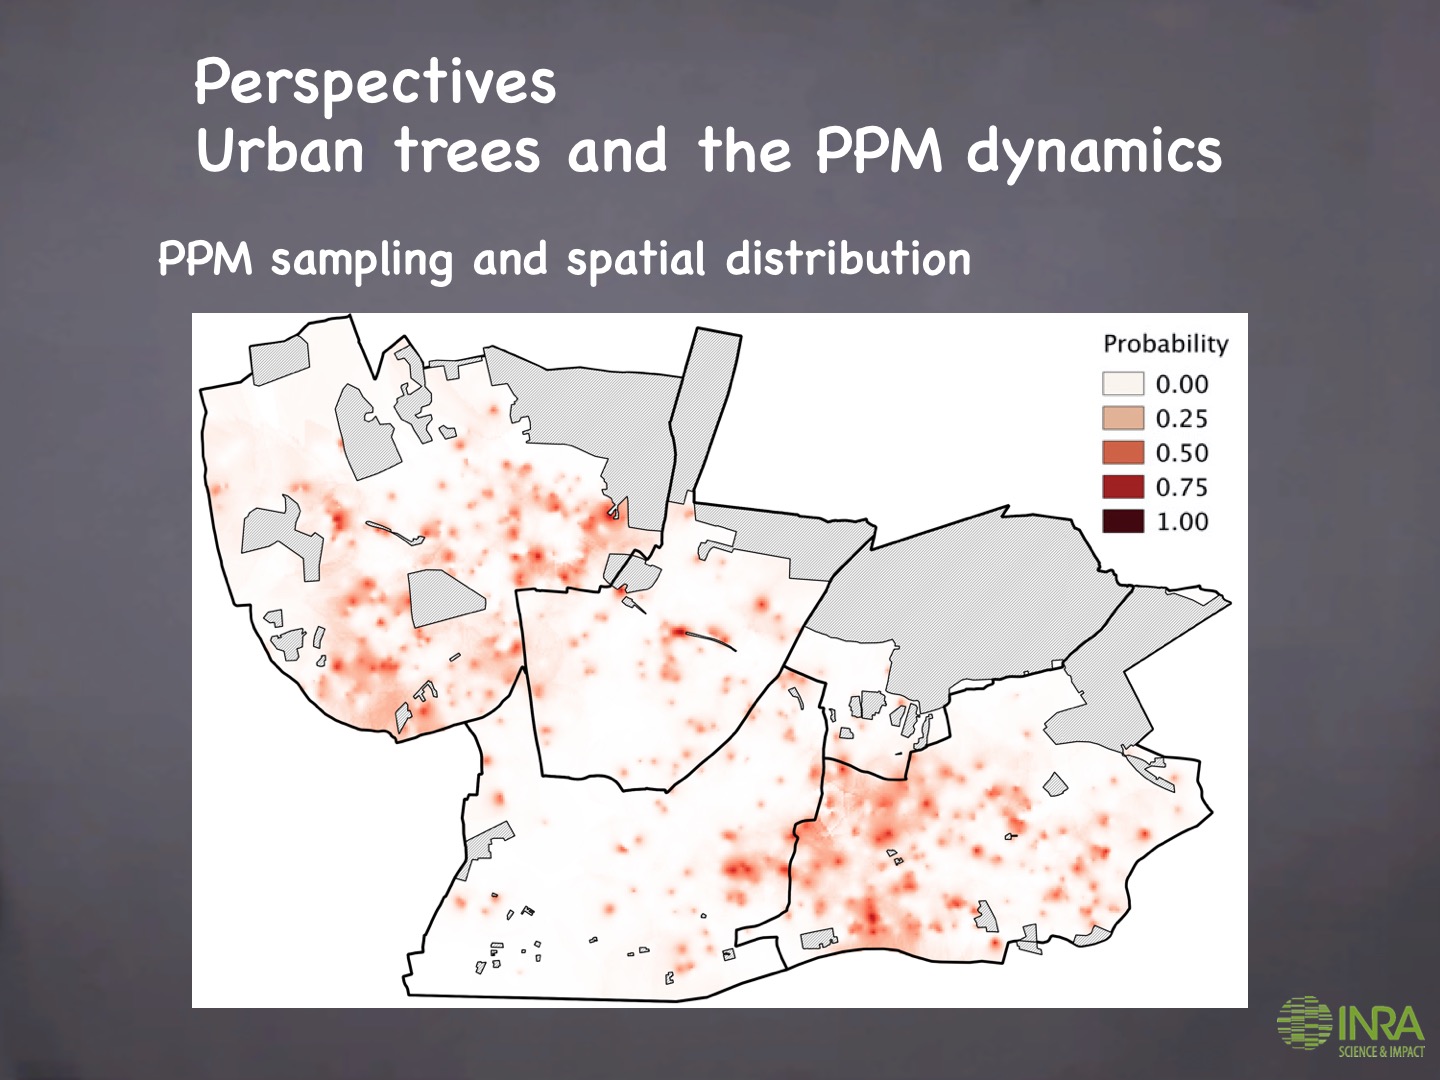 Perspectives
Urban trees and the PPM dynamics
PPM sampling and spatial distribution
Probability
0.00
0.25
0.50
0.75
1.00
INRA
SCIENCE & IMPACT